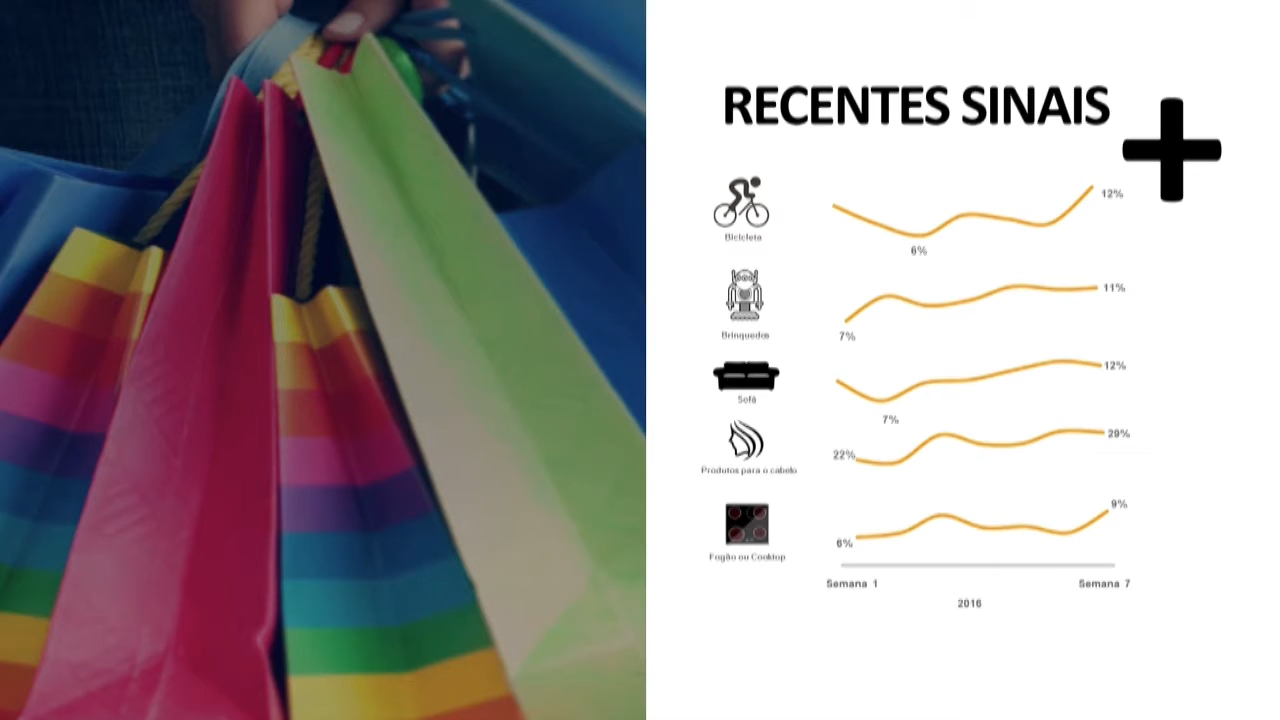 RECENTES SINAIS
12%
Bicicleta
6%
11%
Brinquedos
7%
12%
Sofá
7%
29%
22%
Produtos para o cabelo
9%
6%
Fogão ou Cooktop
Semana 1
Semana 7
2016